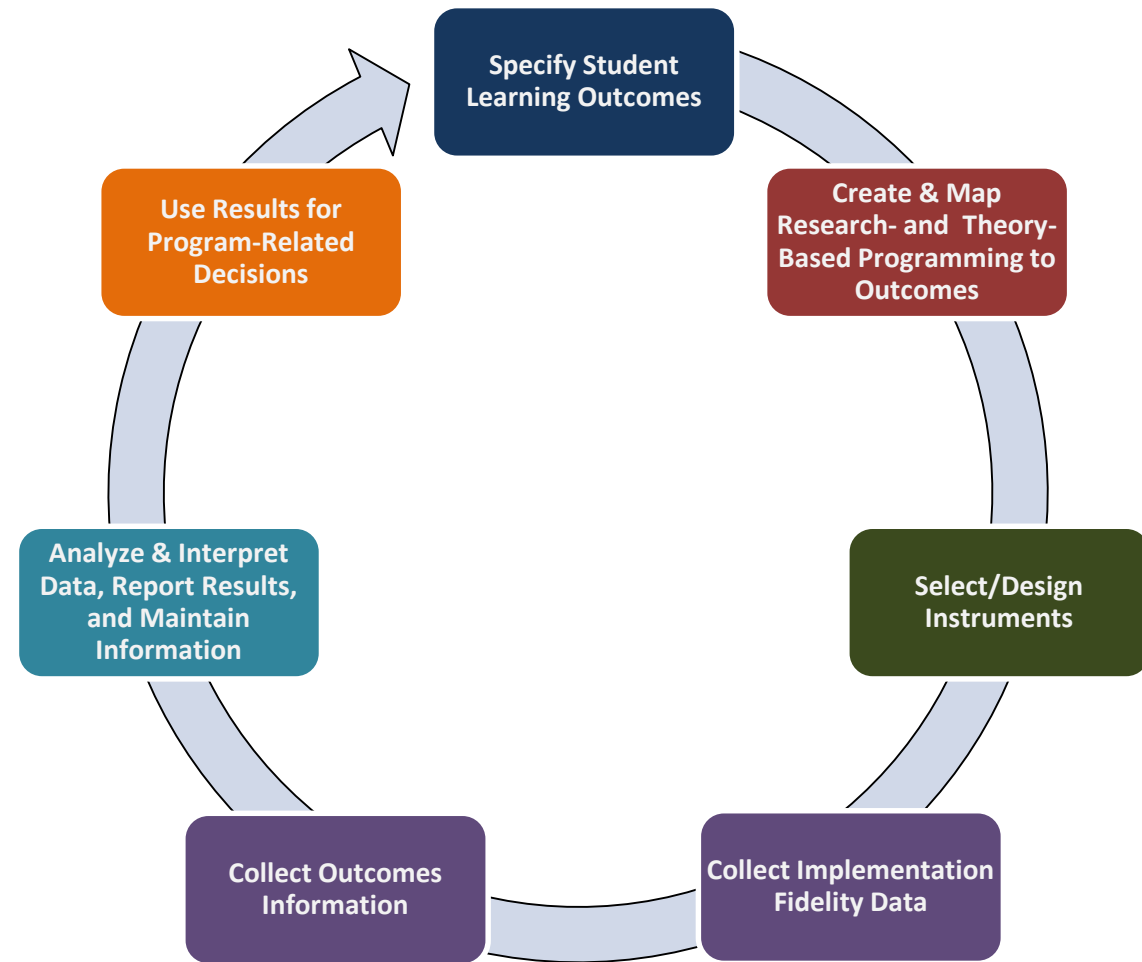 Specify Student
Learning Outcomes
Create & Map
Research- and Theory-
Based Programming to
Outcomes
Select/Design
Instruments
Collect Implementation
Fidelity Data
Collect Outcomes
Information
Analyze & Interpret
Data, Report Results,
and Maintain
Information
Use Results for
Program-Related
Decisions